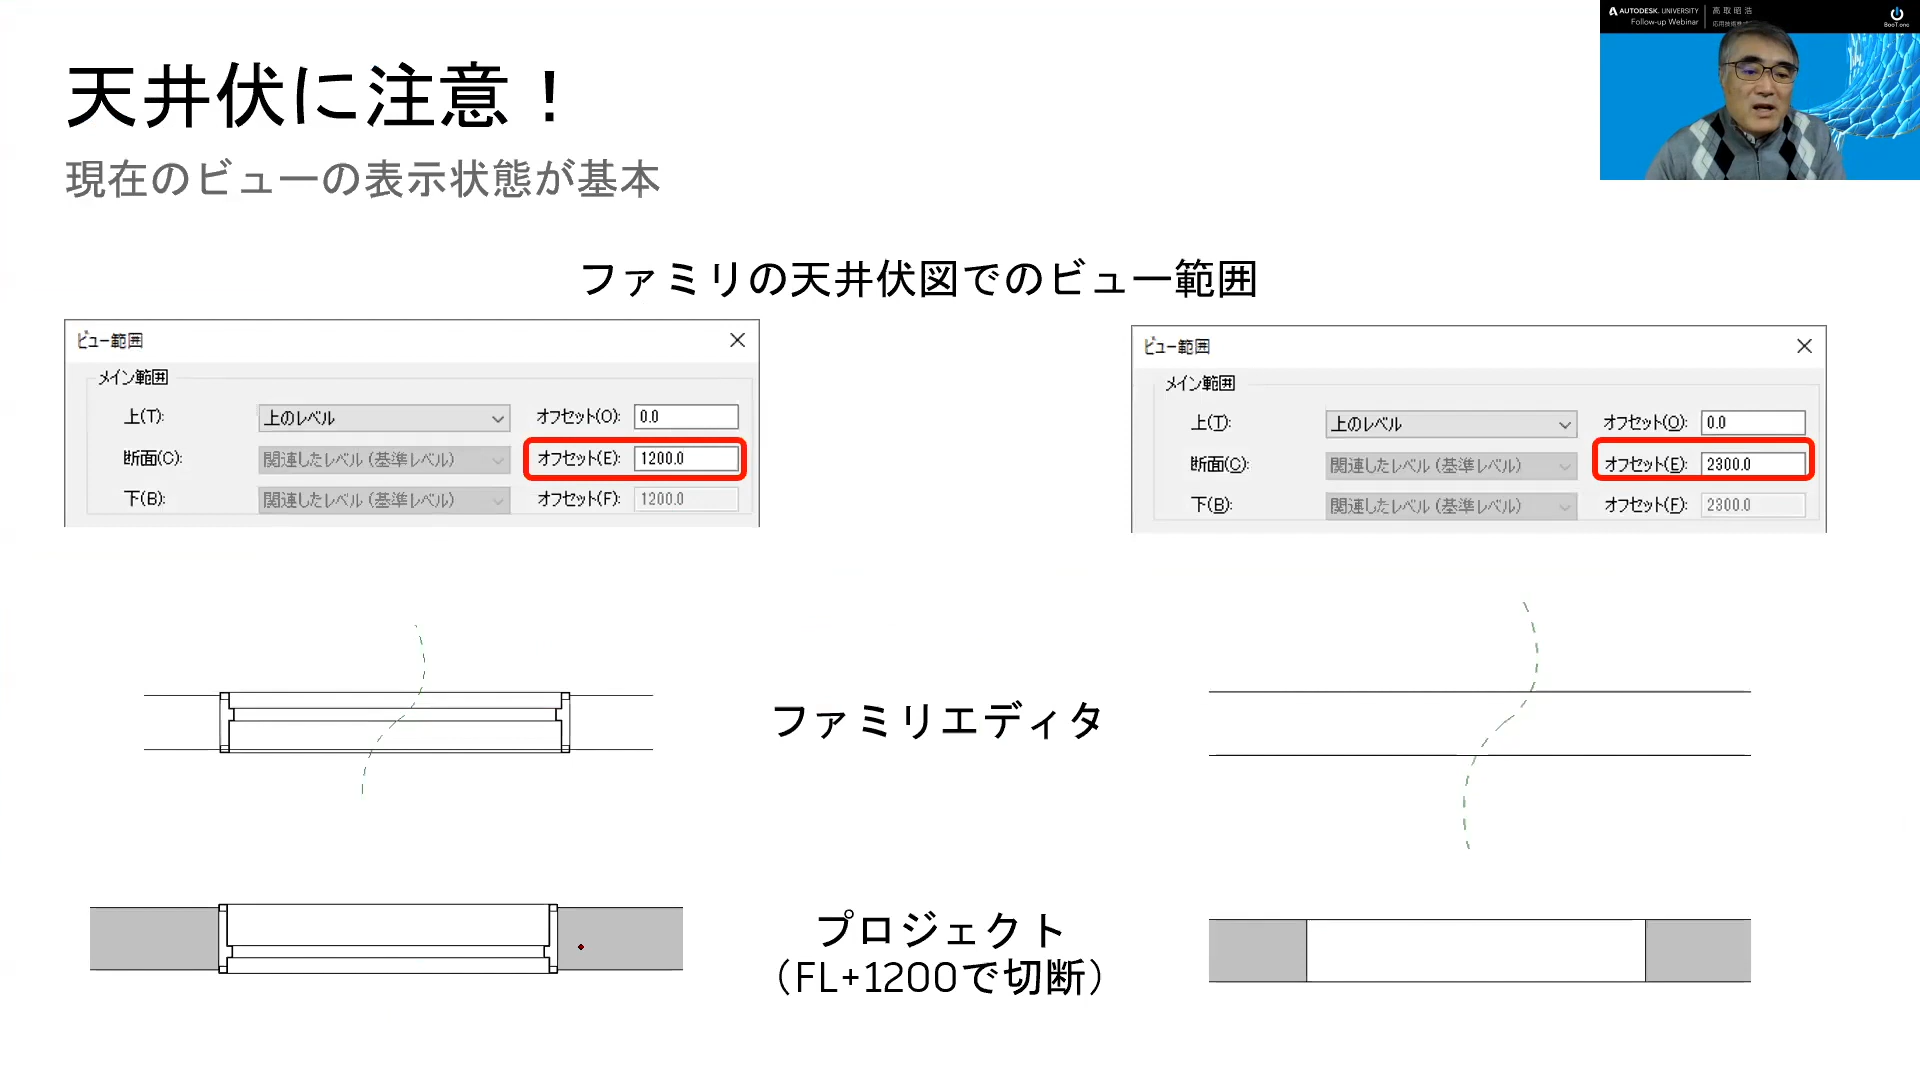 天井伏に注意！
現在のビューの表示状態が基本
AUTODESK UNIVERSITY
Follow-up Webinar
高取昭浩
BooT.one
ファミリの天井伏図でのビュー範囲
ビュー範囲
メイン範囲
上(T): 上のレベル オフセット(O): 0.0
断面(C): 関連したレベル (基準レベル) オフセット(E): 1200.0
下(B): 関連したレベル (基準レベル) オフセット(F): 1200.0
ビュー範囲
メイン範囲
上(T): 上のレベル オフセット(O): 0.0
断面(C): 関連したレベル (基準レベル) オフセット(E): 2300.0
下(B): 関連したレベル (基準レベル) オフセット(F): 2300.0
ファミリエディタ
プロジェクト
（FL+1200で切断）